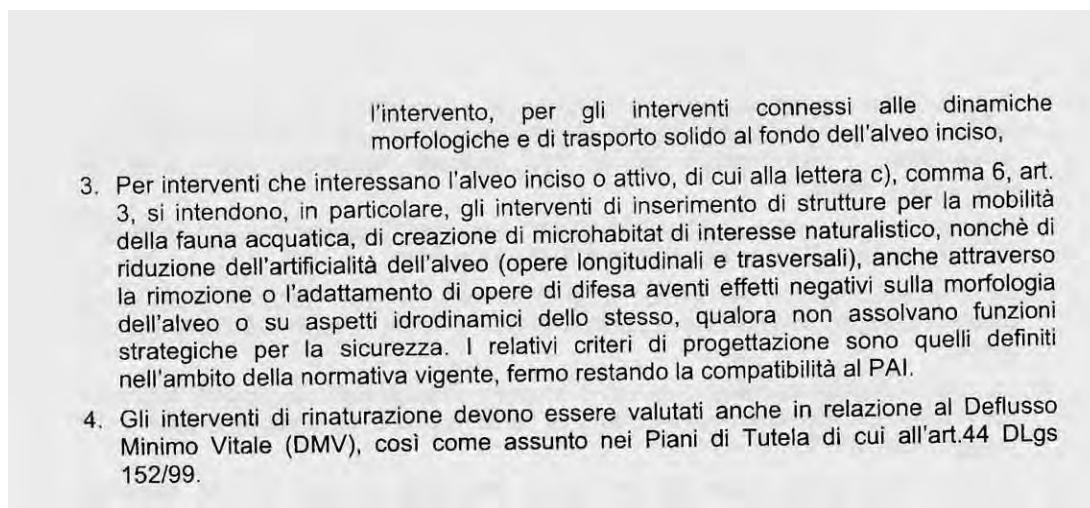 l'intervento, per gli interventi connessi alle dinamiche
morfologiche e di trasporto solido al fondo dell'alveo inciso,
3. Per interventi che interessano l'alveo inciso o attivo, di cui alla lettera c), comma 6, art.
3, si intendono, in particolare, gli interventi di inserimento di strutture per la mobilità
della fauna acquatica, di creazione di microhabitat di interesse naturalistico, nonchè di
riduzione dell'artificialità dell'alveo (opere longitudinali e trasversali), anche attraverso
la rimozione o l'adattamento di opere di difesa aventi effetti negativi sulla morfologia
dell'alveo o su aspetti idrodinamici dello stesso, qualora non assolvano funzioni
strategiche per la sicurezza. I relativi criteri di progettazione sono quelli definiti
nell'ambito della normativa vigente, fermo restando la compatibilità al PAI.
4. Gli interventi di rinaturazione devono essere valutati anche in relazione al Deflusso
Minimo Vitale (DMV), così come assunto nei Piani di Tutela di cui all'art.44 DLgs
152/99.